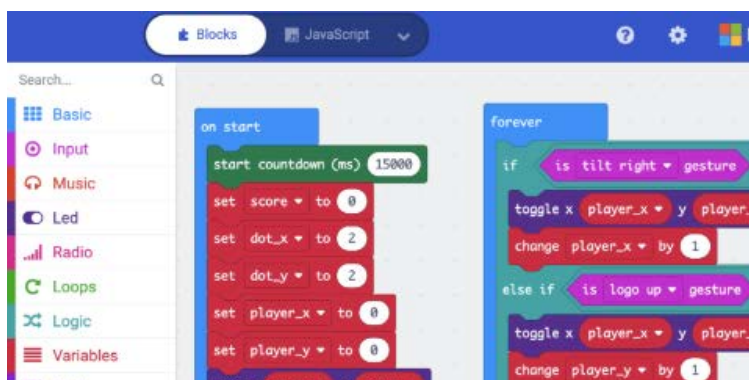 Blocks
JavaScript
Search...
Basic
Input
Music
Led
Radio
Loops
Logic
Variables
on start
start countdown (ms) 15000
set score to 0
set dot_x to 2
set dot_y to 2
set player_x to 0
set player_y to 0
forever
if is tilt right gesture
toggle x player_x y player_
change player_x by 1
else if is logo up gesture
toggle x player_x y player_
change player_y by 1